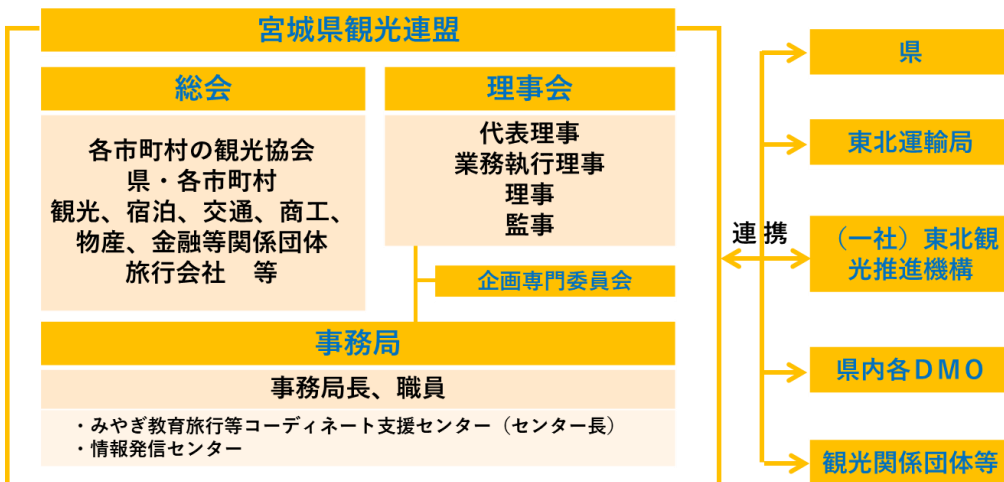 宮城県観光連盟
総会
各市町村の観光協会
県・各市町村
観光、宿泊、交通、商工、
物産、金融等関係団体
旅行会社　等
理事会
代表理事
業務執行理事
理事
監事
企画専門委員会
事務局
事務局長、職員
・みやぎ教育旅行等コーディネート支援センター（センター長）
・情報発信センター
連携
県
東北運輸局
（一社）東北観
光推進機構
県内各ＤＭＯ
観光関係団体等